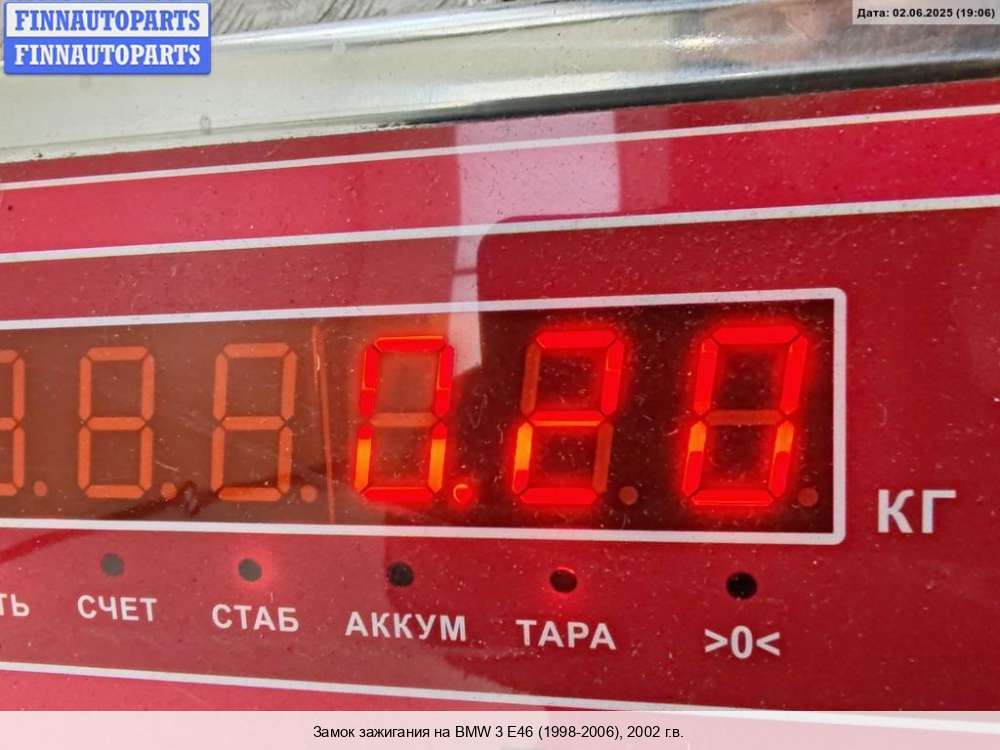 FINNAUTOPARTS
FINNAUTOPARTS
Дата: 02.06.2025 (19:06)
0.20
КГ
СЧЕТ СТАБ АККУМ ТАРА >0<
Замок зажигания на BMW 3 E46 (1998-2006), 2002 г.в.